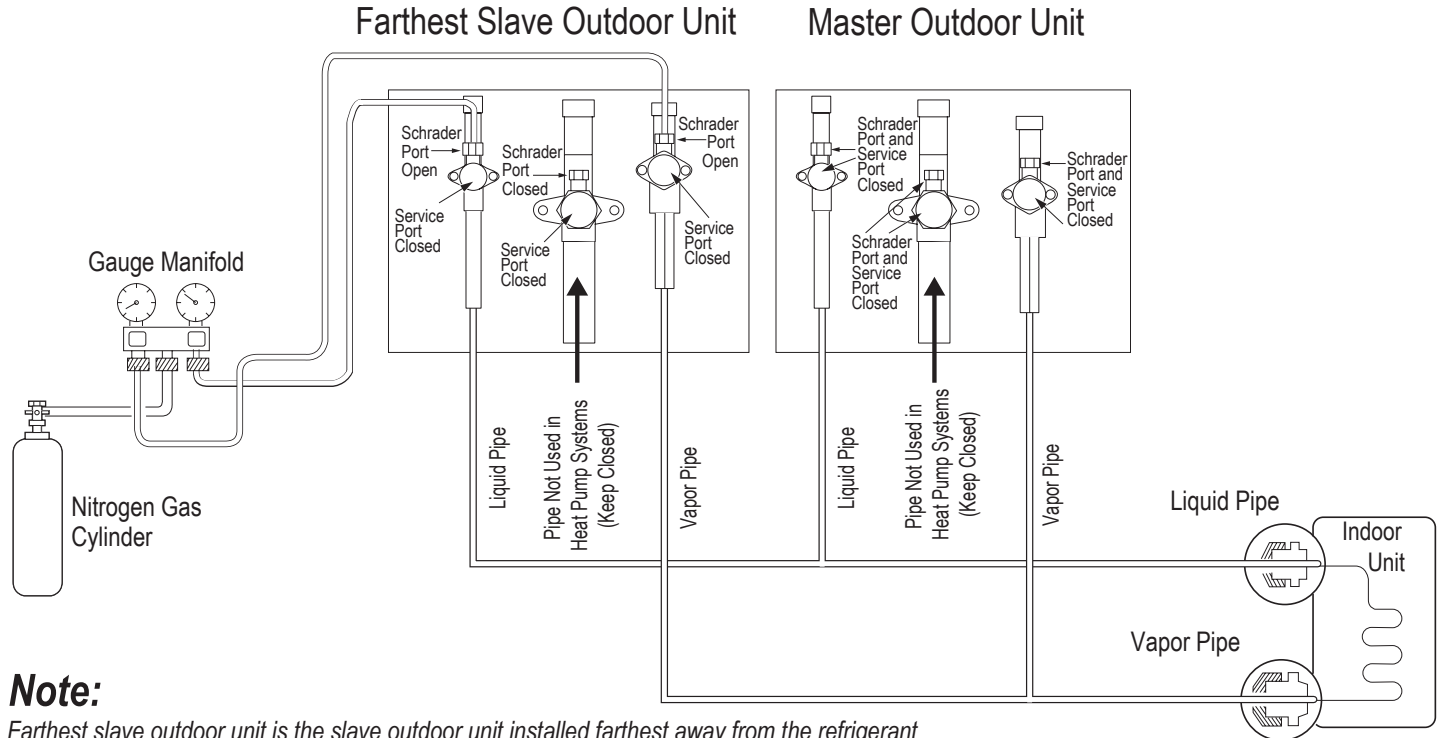 Farthest Slave Outdoor Unit
Master Outdoor Unit
Schrader
Port
Open
Service
Port
Closed
Schrader
Port
Closed
Service
Port
Closed
Schrader
Port
Open
Service
Port
Closed
Schrader
Port and
Service
Port
Closed
Schrader
Port and
Service
Port
Closed
Schrader
Port and
Service
Port
Closed
Gauge Manifold
Nitrogen Gas
Cylinder
Liquid Pipe
Pipe Not Used in
Heat Pump Systems
(Keep Closed)
Vapor Pipe
Liquid Pipe
Pipe Not Used in
Heat Pump Systems
(Keep Closed)
Vapor Pipe
Liquid Pipe
Indoor
Unit
Vapor Pipe
Note:
Farthest slave outdoor unit is the slave outdoor unit installed farthest away from the refrigerant